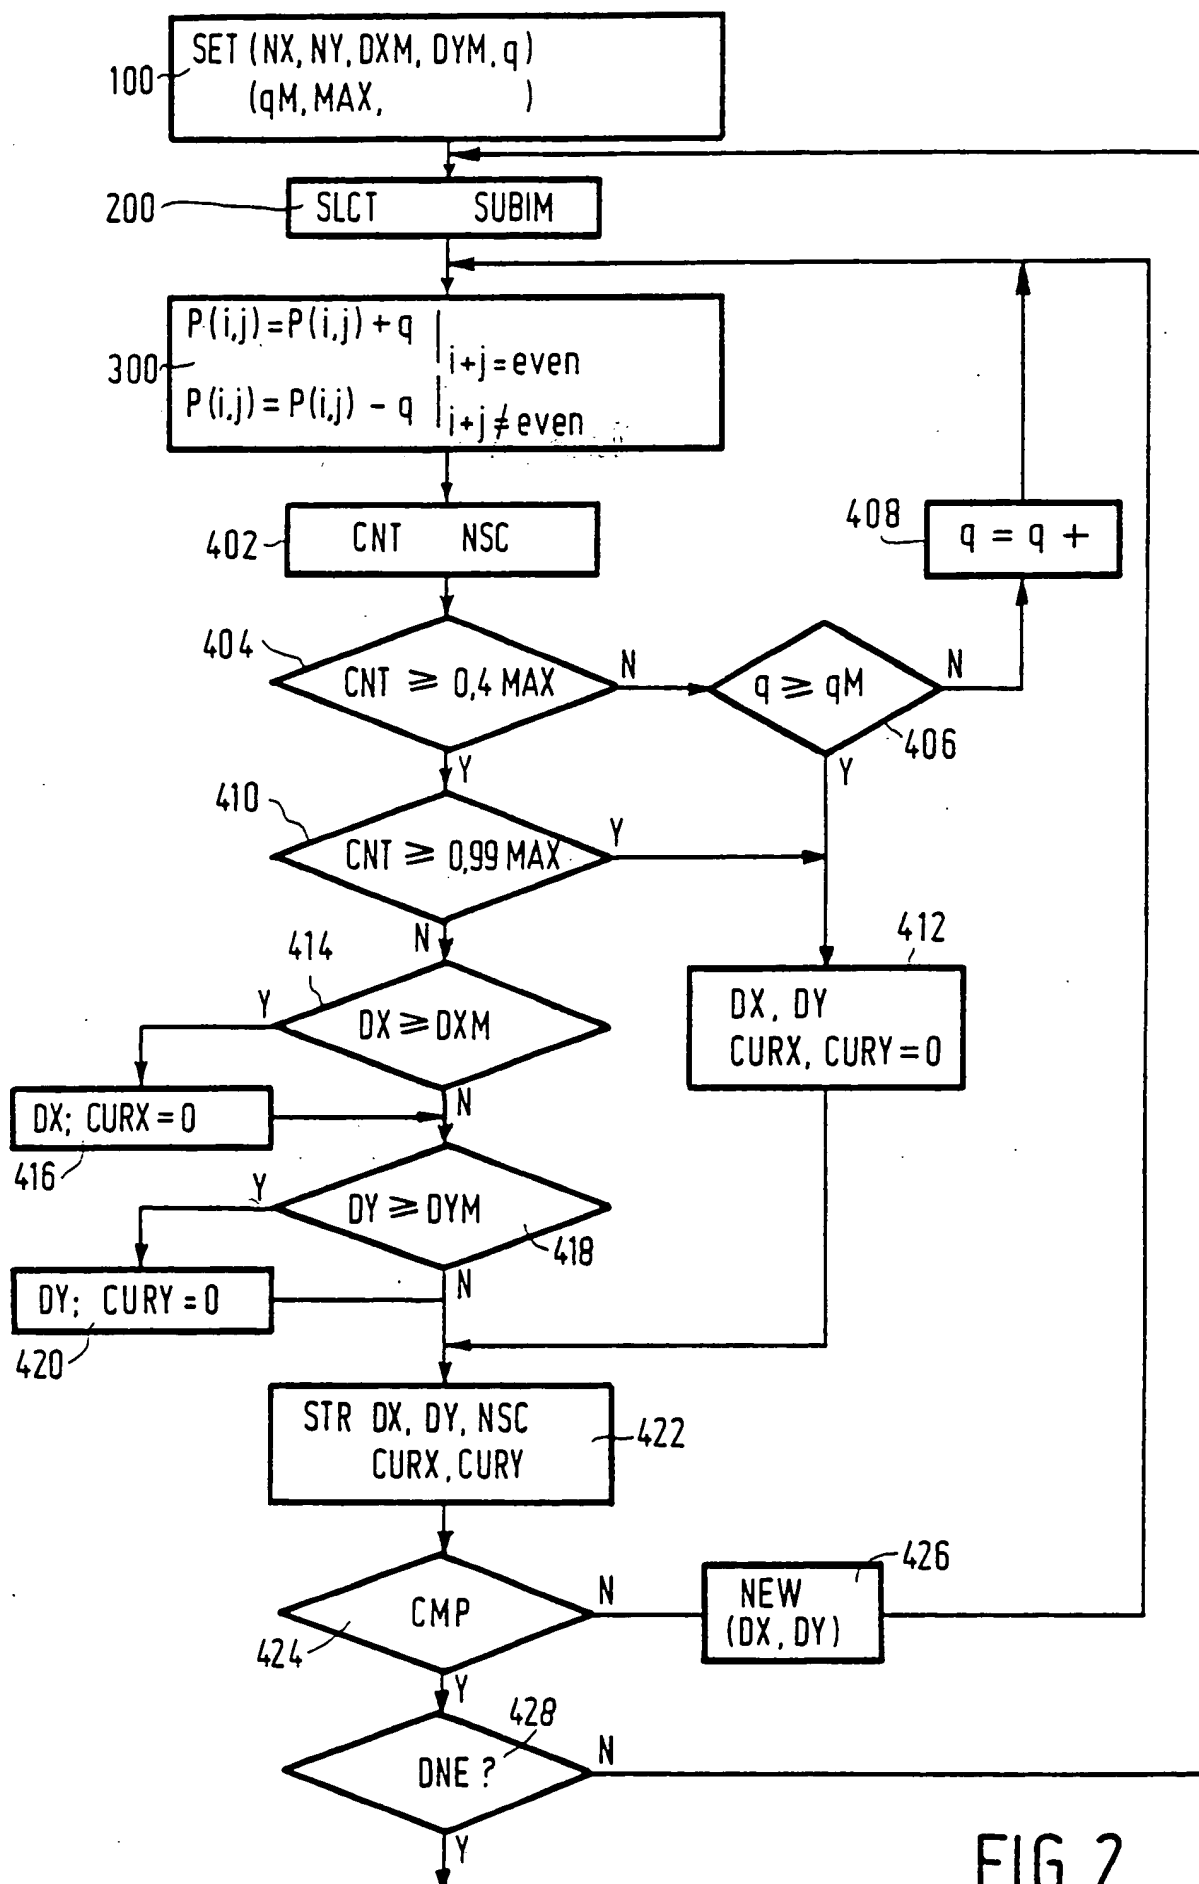 SET (NX, NY, DXM, DYM, q)
100
(qM, MAX, )
200
SLCT SUBIM
P(i,j)=P(i,j)+q
i+j=even
300
P(i,j)=P(i,j)-q
i+j≠even
402
CNT NSC
408
q = q +
404
CNT ≥ 0,4 MAX
N
q ≥ qM
N
406
Y
Y
410
CNT ≥ 0,99 MAX
Y
N
414
Y
DX ≥ DXM
412
DX, DY
CURX, CURY=0
N
DX; CURX=0
416
Y
DY ≥ DYM
418
N
DY; CURY=0
420
STR DX, DY, NSC
CURX, CURY
422
CMP
424
N
426
NEW
(DX, DY)
Y
428
DNE ?
N
Y
FIG. 2